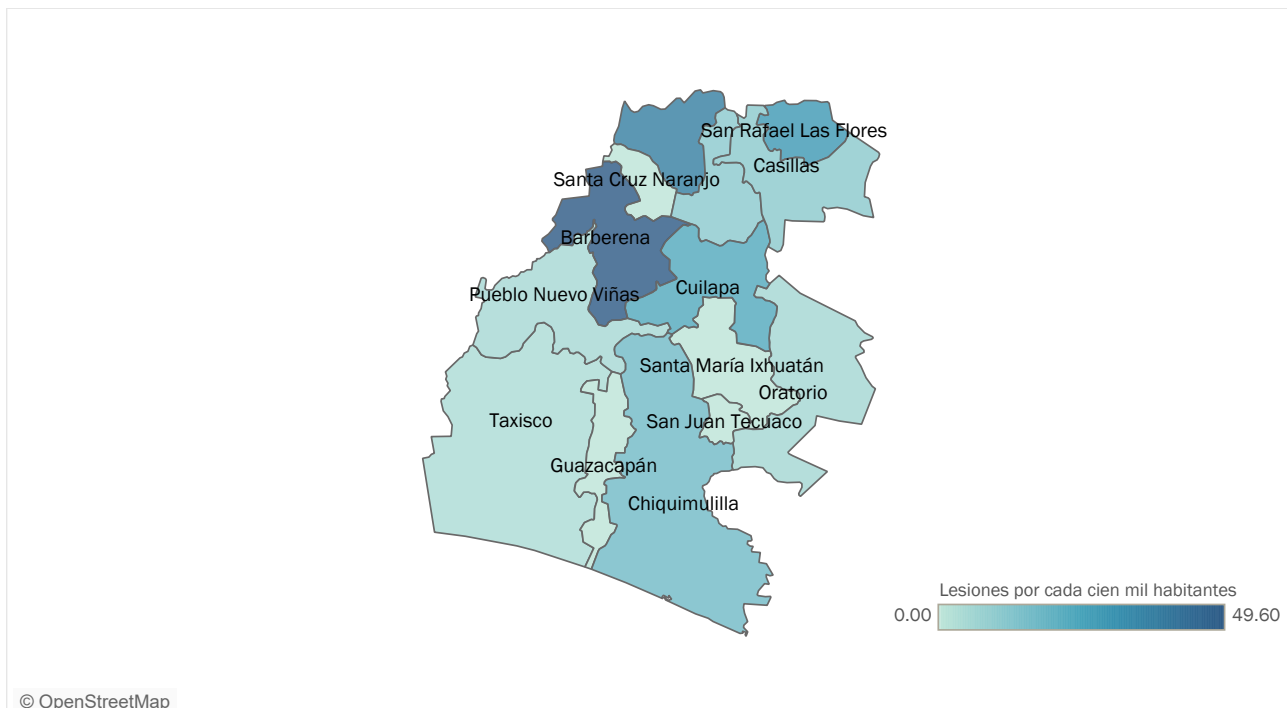 San Rafael Las Flores
Casillas
Santa Cruz Naranjo
Barberena
Cuilapa
Pueblo Nuevo Viñas
Santa María Ixhuatán
Oratorio
Taxisco
San Juan Tecuaco
Guazacapán
Chiquimulilla
Lesiones por cada cien mil habitantes
0.00
49.60
© OpenStreetMap